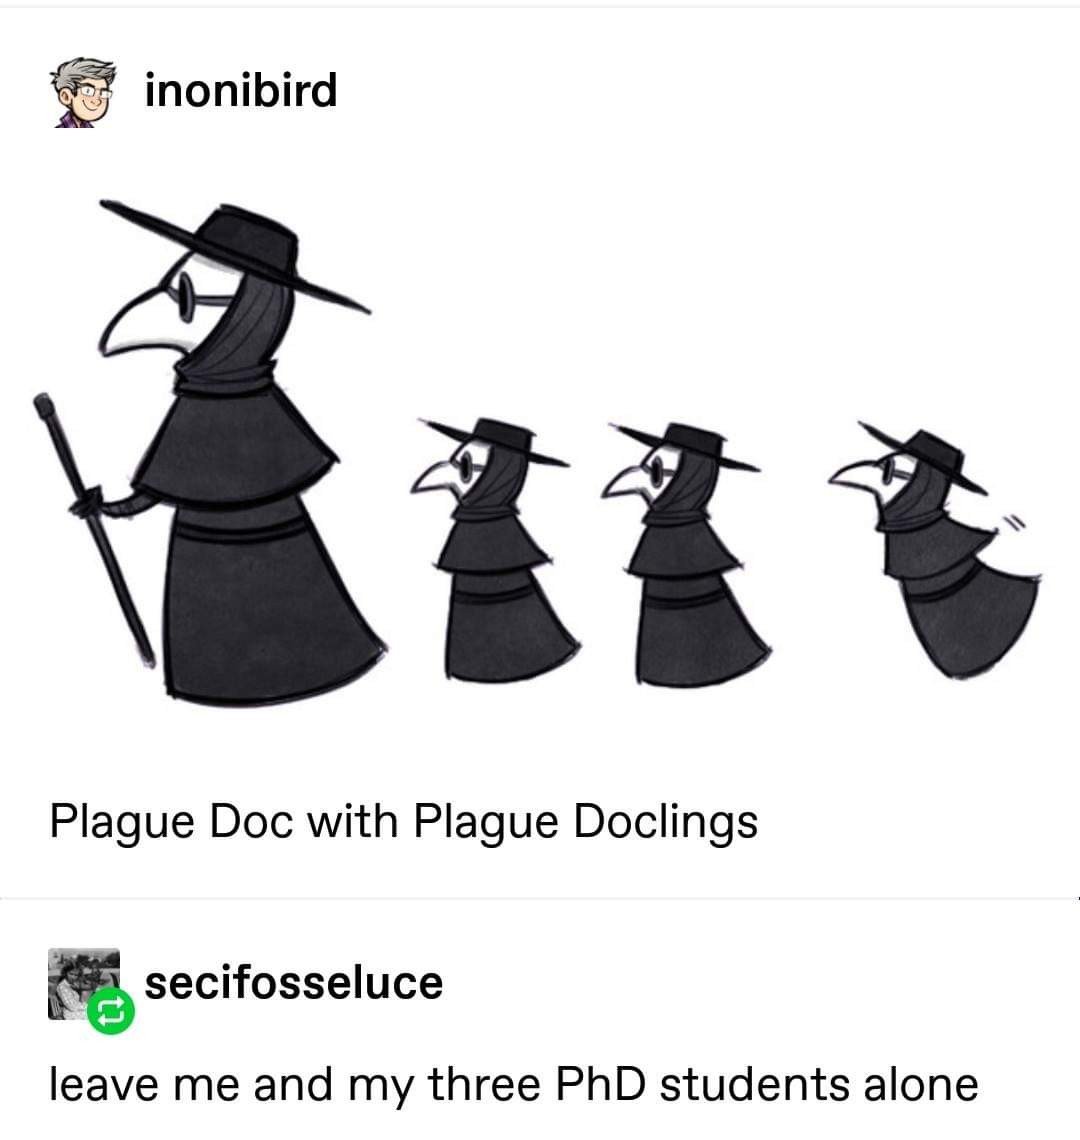 inonibird
Plague Doc with Plague Doclings
secifosseluce
leave me and my three PhD students alone